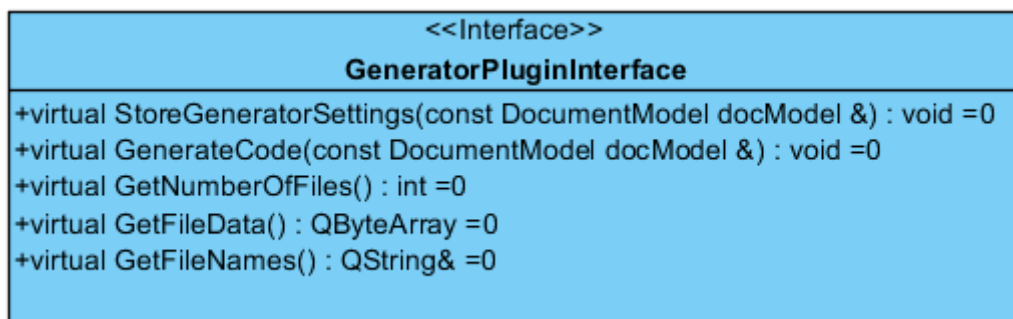 <<Interface>>
GeneratorPluginInterface
+virtual StoreGeneratorSettings(const DocumentModel docModel &) : void =0
+virtual GenerateCode(const DocumentModel docModel &) : void =0
+virtual GetNumberOfFiles() : int =0
+virtual GetFileData() : QByteArray =0
+virtual GetFileNames() : QString& =0